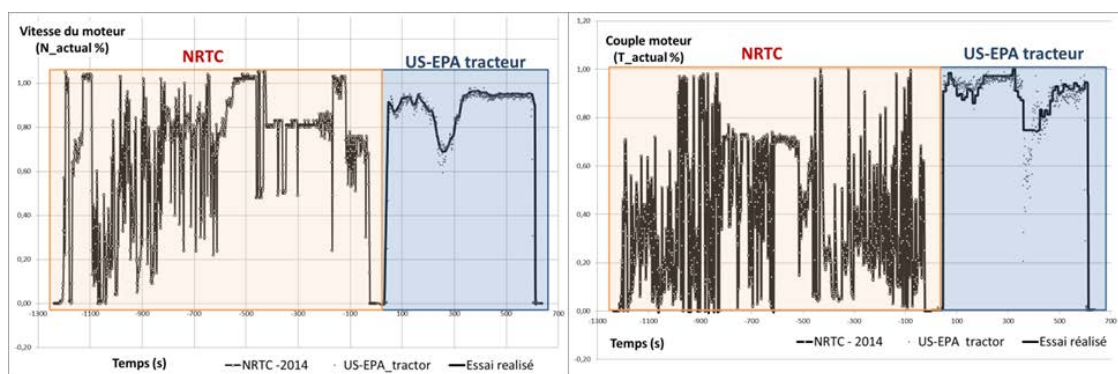 Vitesse du moteur
(N_actual %)
NRTC
US-EPA tracteur
1,00
0,80
0,60
0,40
0,20
0,00
-1300 -1100 -900 -700 -500 -300 -100 100 300 500 700
-0,20
Temps (s)
NRTC -2014 US-EPA_tractor Essai realisé
1,20
Couple moteur
(T_actual %)
NRTC
US-EPA tracteur
1,00
0,80
0,60
0,40
0,20
0,00
-1300 -1100 -900 -700 -500 -300 -100 100 300 500 700
Temps (s)
NRTC - 2014 US-EPA tractor Essai réalisé
-0,20